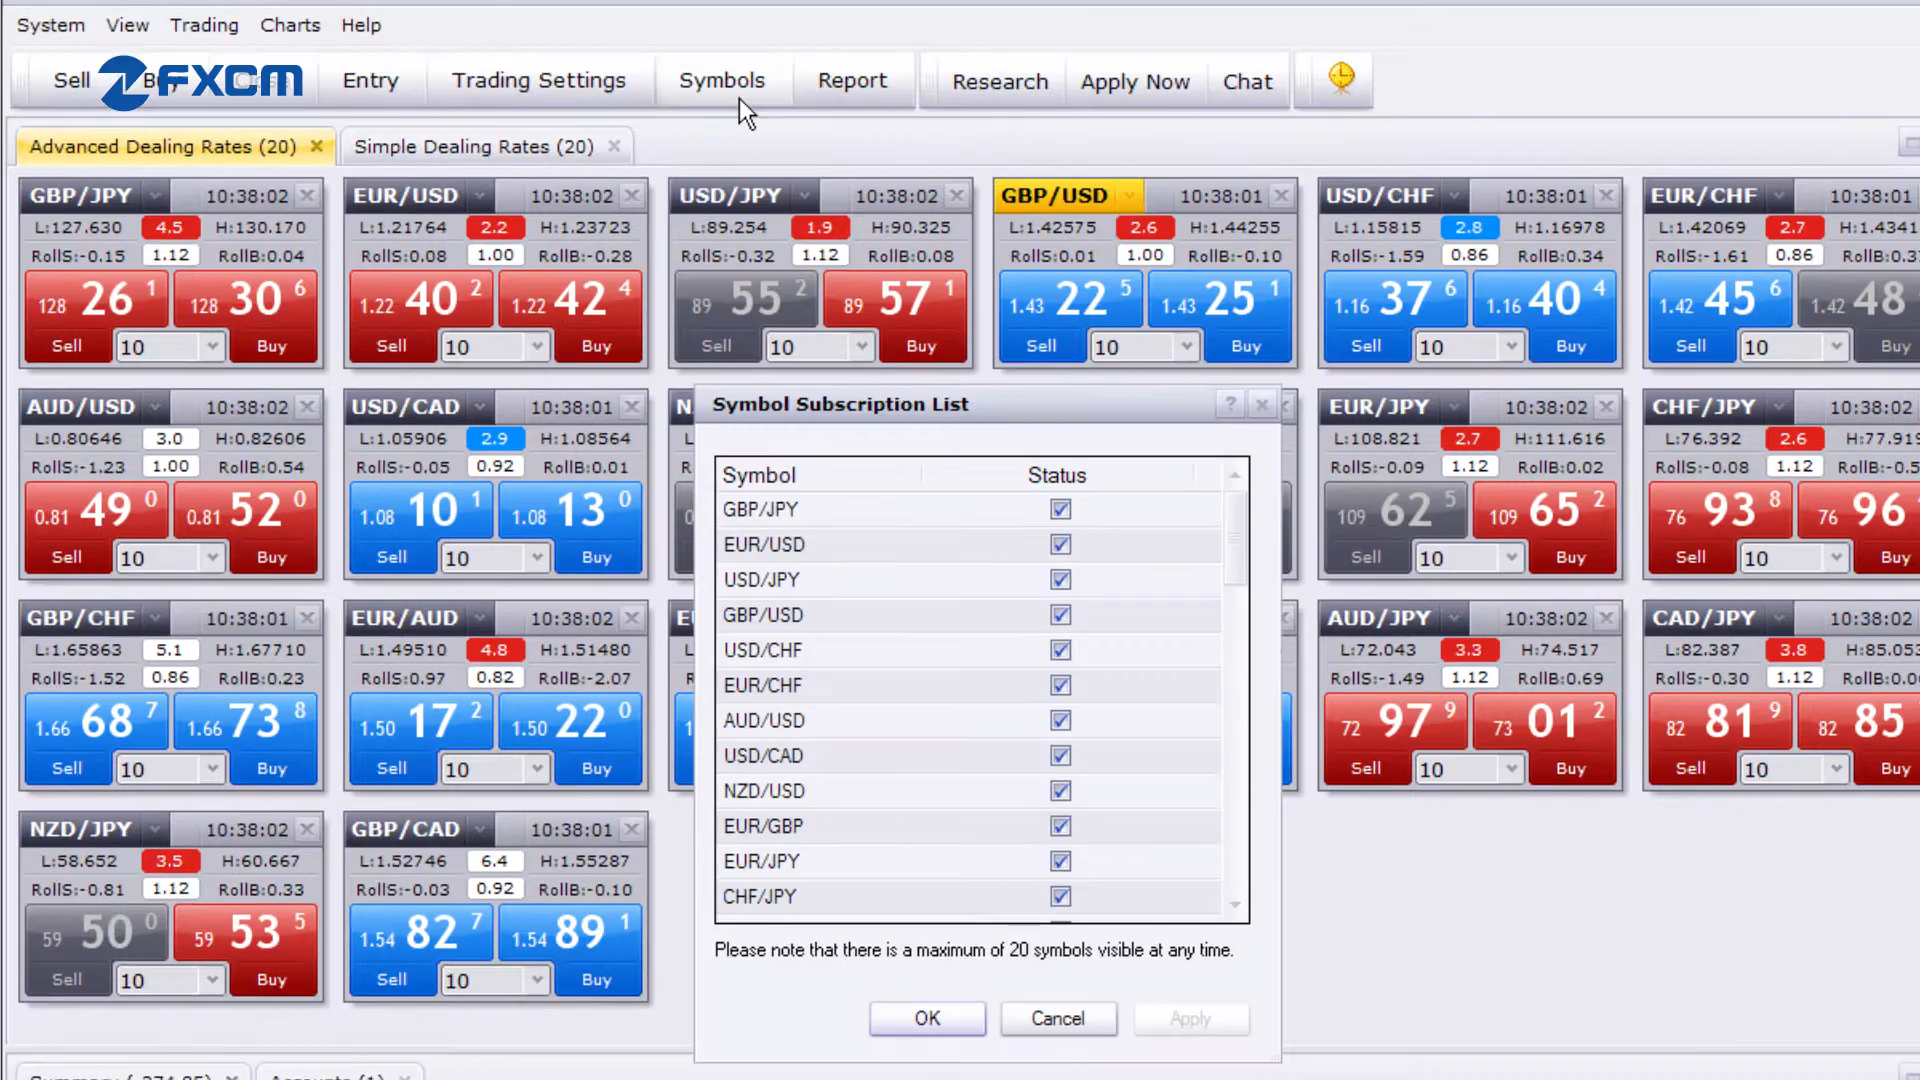 System View Trading Charts Help
Sell Buy FXCM Entry Trading Settings Symbols Report Research Apply Now Chat
Advanced Dealing Rates (20) Simple Dealing Rates (20)
GBP/JPY 10:38:02 EUR/USD 10:38:02 USD/JPY 10:38:02 GBP/USD 10:38:01 USD/CHF 10:38:01 EUR/CHF 10:38:01
L:127.630 4.5 H:130.170 L:1.21764 2.2 H:1.23723 L:89.254 1.9 H:90.325 L:1.42575 2.6 H:1.44255 L:1.15815 2.8 H:1.16978 L:1.42069 2.7 H:1.4341
RollS:-0.15 1.12 RollB:0.04 RollS:0.08 1.00 RollB:-0.28 RollS:-0.32 1.12 RollB:0.08 RollS:0.01 1.00 RollB:-0.10 RollS:-1.59 0.86 RollB:0.34 RollS:-1.61 0.86 RollB:0.3
128 26 1 128 30 6 1.22 40 2 1.22 42 4 89 55 2 89 57 1 1.43 22 5 1.43 25 1 1.16 37 6 1.16 40 4 1.42 45 6 1.42 48
Sell 10 Buy Sell 10 Buy Sell 10 Buy Sell 10 Buy Sell 10 Buy Sell 10 Buy
AUD/USD 10:38:02 USD/CAD 10:38:01 N EUR/JPY 10:38:02 CHF/JPY 10:38:02
L:0.80646 3.0 H:0.82606 L:1.05906 2.9 H:1.08564 L: L:108.821 2.7 H:111.616 L:76.392 2.6 H:77.919
RollS:-1.23 1.00 RollB:0.54 RollS:-0.05 0.92 RollB:0.01 R RollS:-0.09 1.12 RollB:0.02 RollS:-0.08 1.12 RollB:-0.5
0.81 49 0 0.81 52 0 1.08 10 1 1.08 13 0 0 109 62 5 109 65 2 76 93 8 76 96
Sell 10 Buy Sell 10 Buy Sell 10 Buy Sell 10 Buy
GBP/CHF 10:38:01 EUR/AUD 10:38:02 E AUD/JPY 10:38:02 CAD/JPY 10:38:02
L:1.65863 5.1 H:1.67710 L:1.49510 4.8 H:1.51480 L: L:72.043 3.3 H:74.517 L:82.387 3.8 H:85.053
RollS:-1.52 0.86 RollB:0.23 RollS:0.97 0.82 RollB:-2.07 R RollS:-1.49 1.12 RollB:0.69 RollS:-0.30 1.12 RollB:0.0
1.66 68 7 1.66 73 8 1.50 17 2 1.50 22 0 1. 72 97 9 73 01 2 82 81 9 82 85
Sell 10 Buy Sell 10 Buy Sell 10 Buy Sell 10 Buy
NZD/JPY 10:38:02 GBP/CAD 10:38:01
L:58.652 3.5 H:60.667 L:1.52746 6.4 H:1.55287
RollS:-0.81 1.12 RollB:0.33 RollS:-0.03 0.92 RollB:-0.10
59 50 0 59 53 5 1.54 82 7 1.54 89 1
Sell 10 Buy Sell 10 Buy
Symbol Subscription List ?
Symbol Status
GBP/JPY
EUR/USD
USD/JPY
GBP/USD
USD/CHF
EUR/CHF
AUD/USD
USD/CAD
NZD/USD
EUR/GBP
EUR/JPY
CHF/JPY
Please note that there is a maximum of 20 symbols visible at any time.
OK Cancel Apply